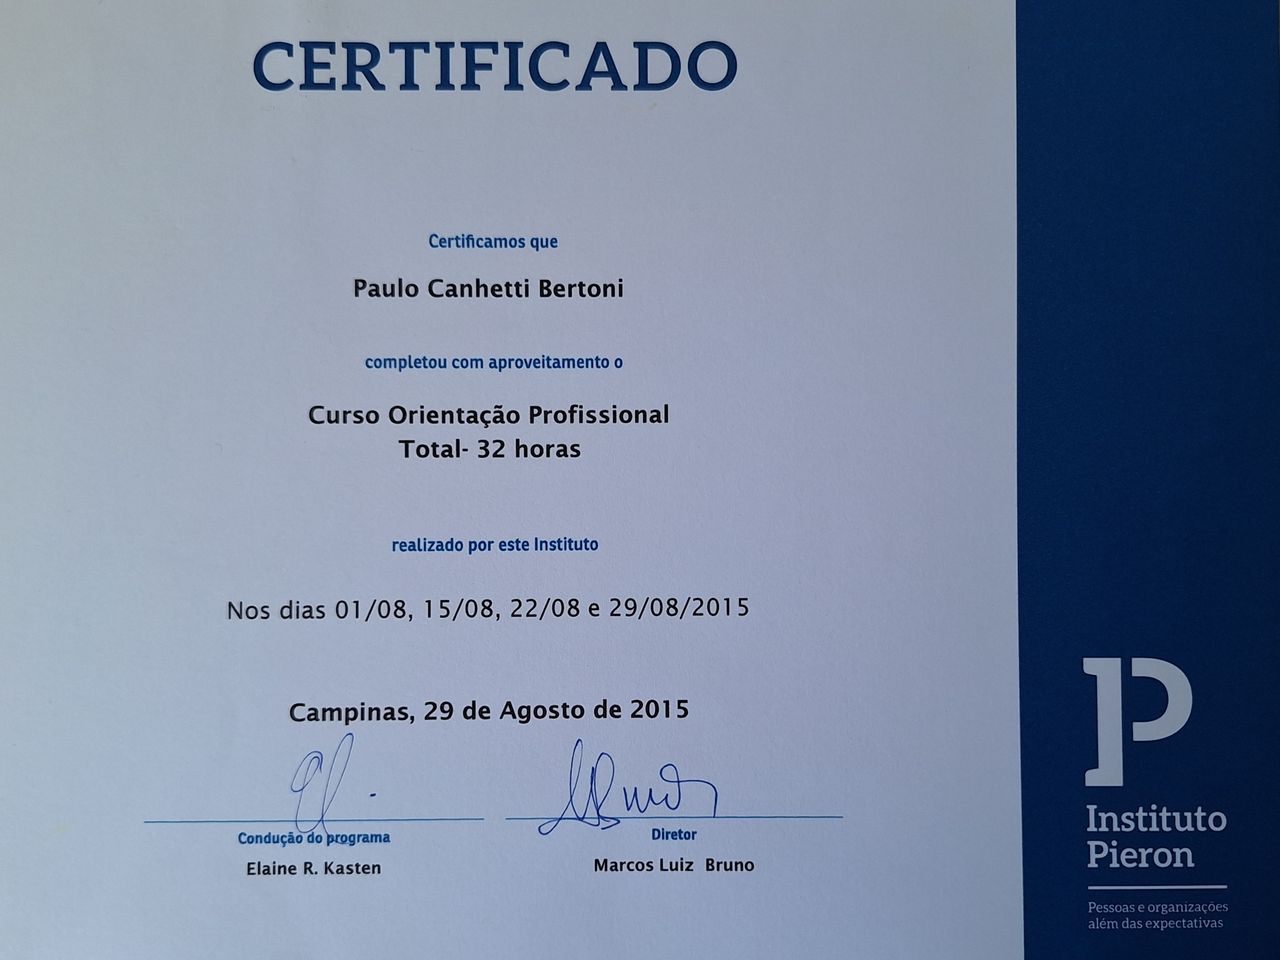 CERTIFICADO
Certificamos que
Paulo Canhetti Bertoni
completou com aproveitamento o
Curso Orientação Profissional
Total- 32 horas
realizado por este Instituto
Nos dias 01/08, 15/08, 22/08 e 29/08/2015
Campinas, 29 de Agosto de 2015
Condução do programa
Elaine R. Kasten
Diretor
Marcos Luiz Bruno
P
Instituto
Pieron
Pessoas e organizações
além das expectativas